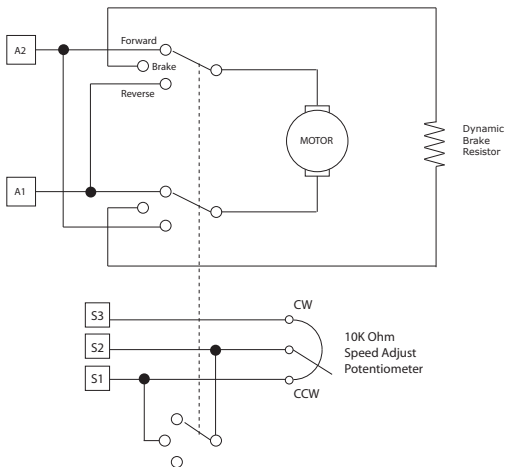 A2
Forward
Brake
Reverse
MOTOR
Dynamic
Brake
Resistor
A1
S3
CW
S2
10K Ohm
Speed Adjust
Potentiometer
S1
CCW